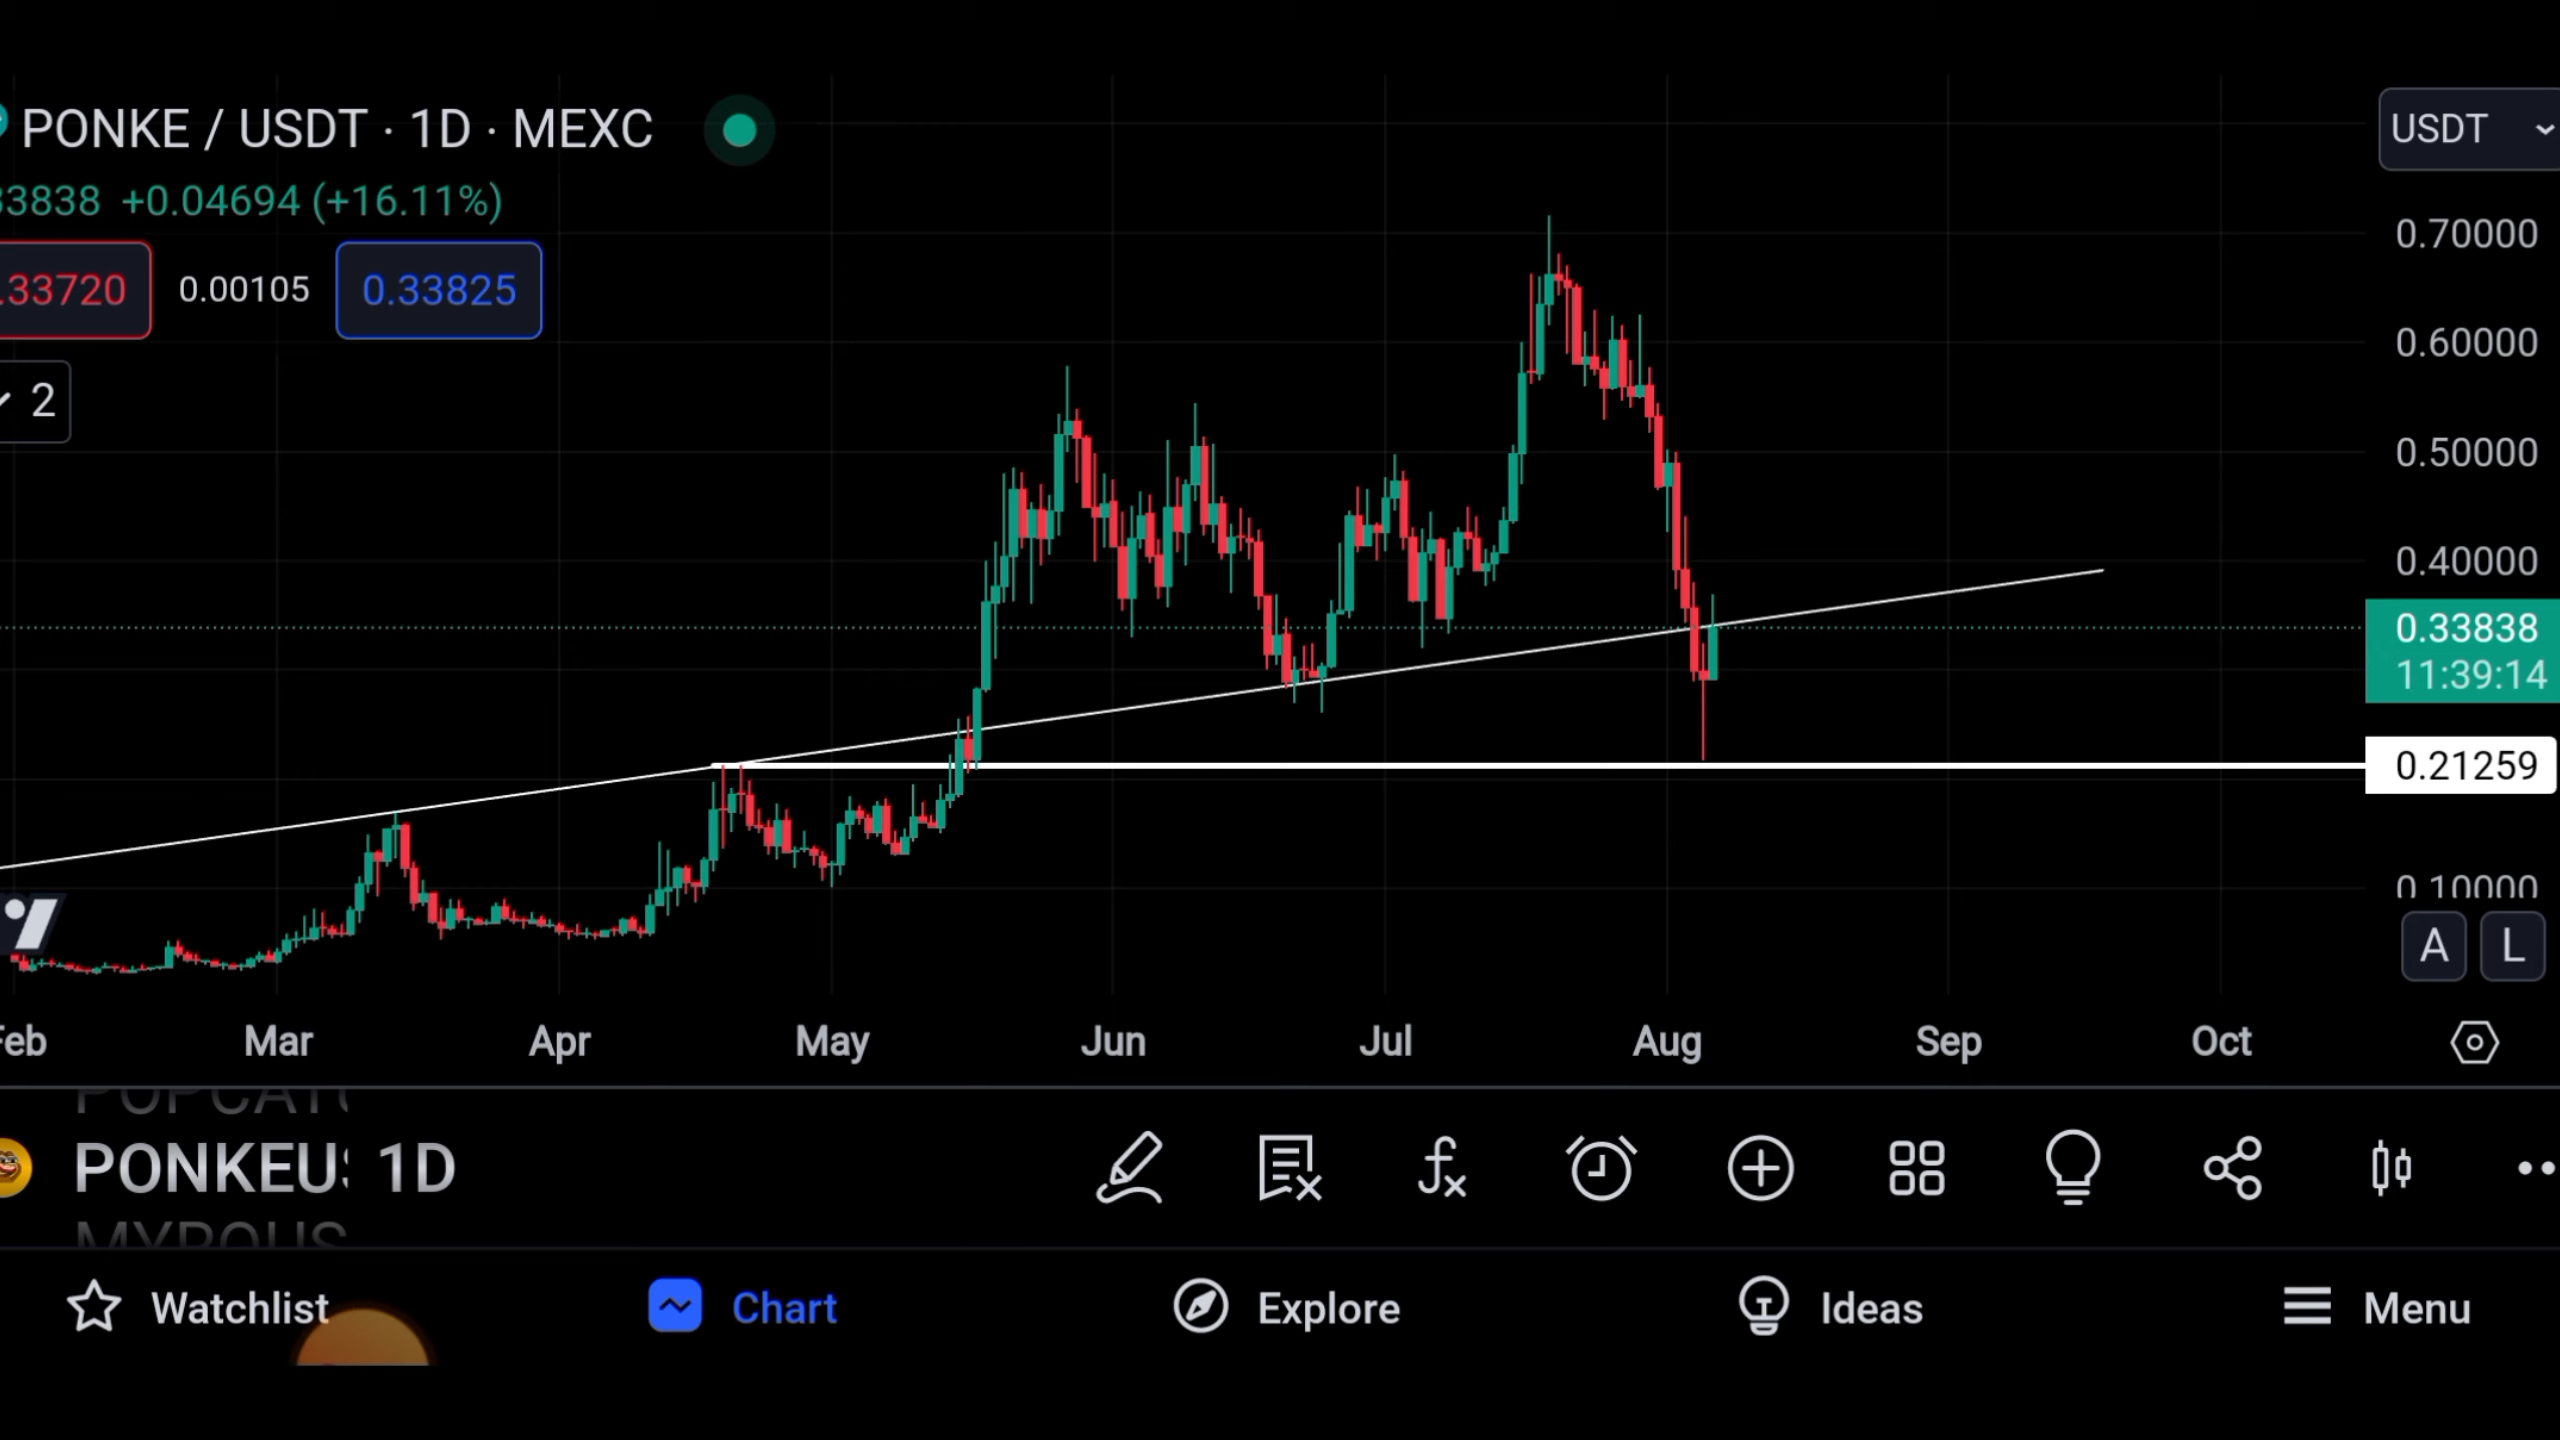 PONKE / USDT · 1D · MEXC
USDT
33838 +0.04694 (+16.11%)
.33720 0.00105 0.33825
2
0.70000
0.60000
0.50000
0.40000
0.33838
11:39:14
0.21259
0.10000
A L
Feb Mar Apr May Jun Jul Aug Sep Oct
PONKEU 1D
Watchlist Chart Explore Ideas Menu